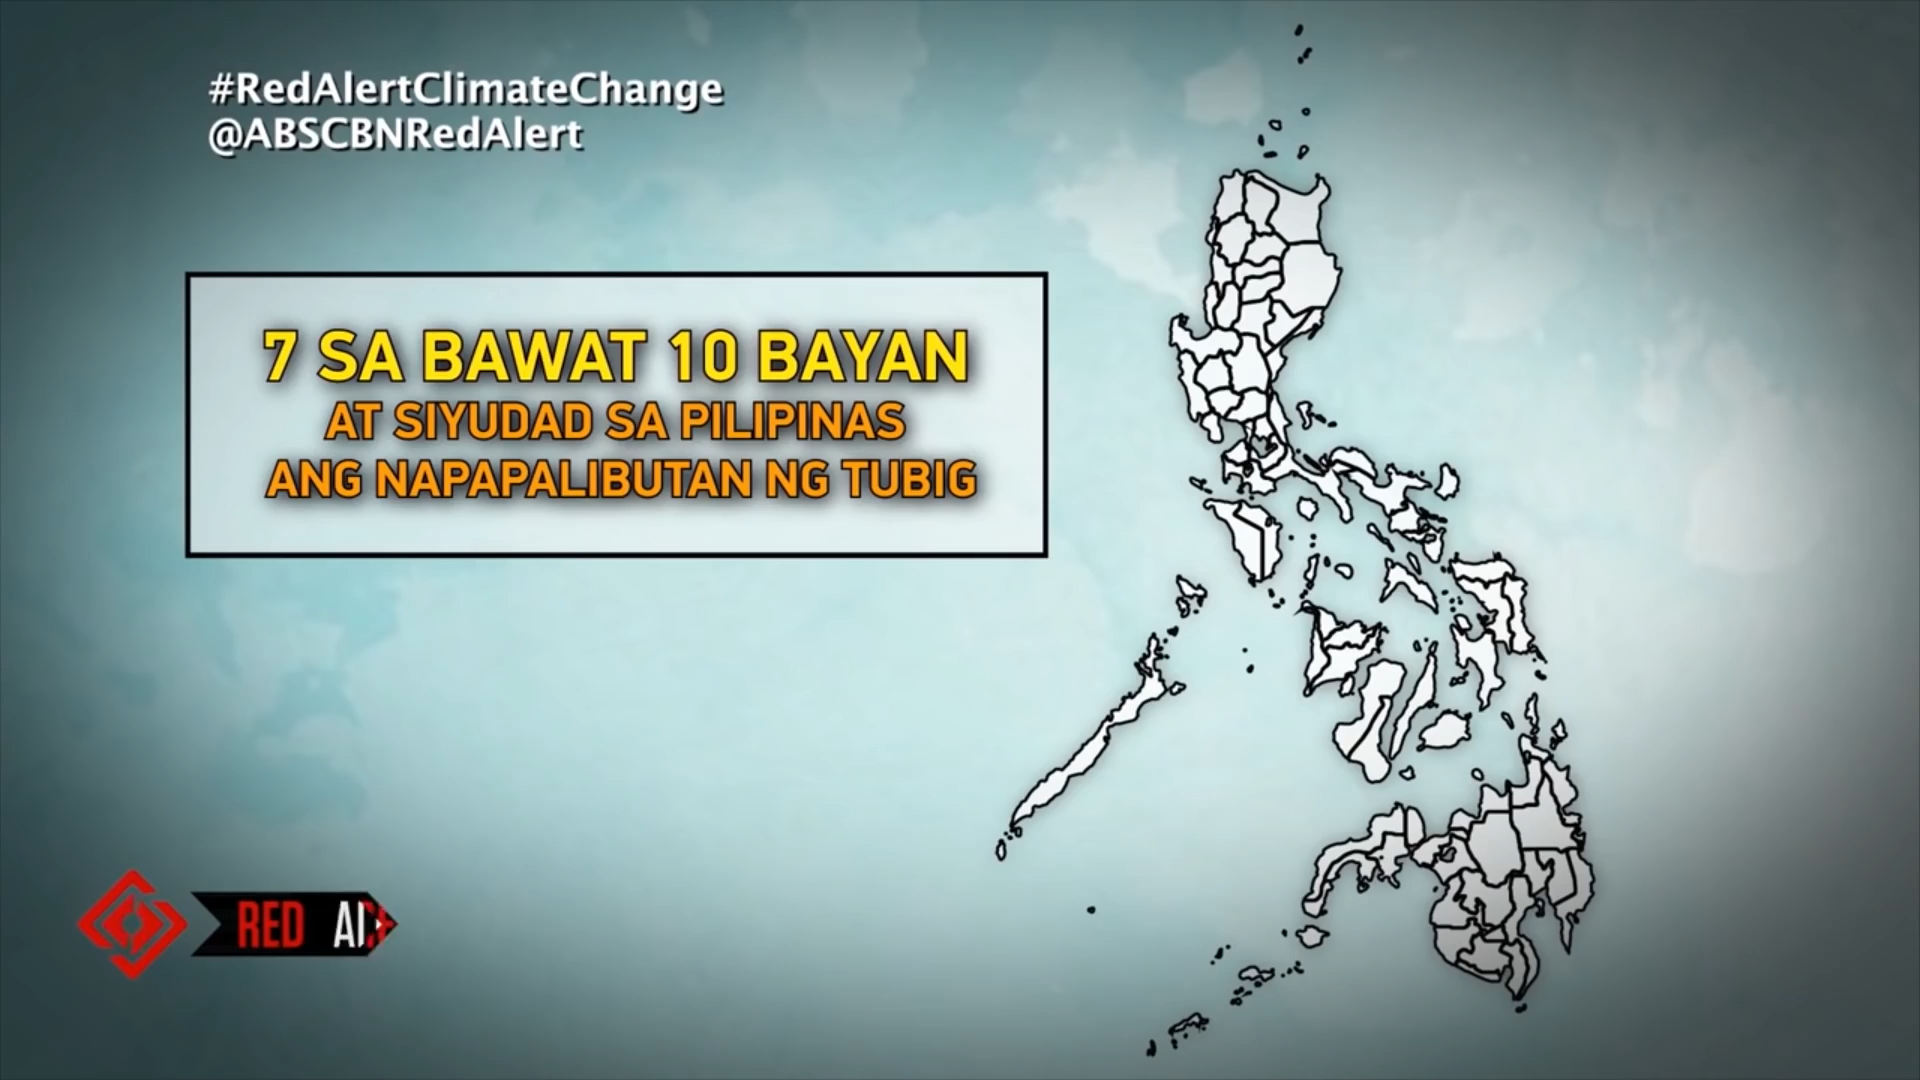 #RedAlertClimateChange
@ABSCBNRedAlert
7 SA BAWAT 10 BAYAN
AT SIYUDAD SA PILIPINAS
ANG NAPAPALIBUTAN NG TUBIG
RED